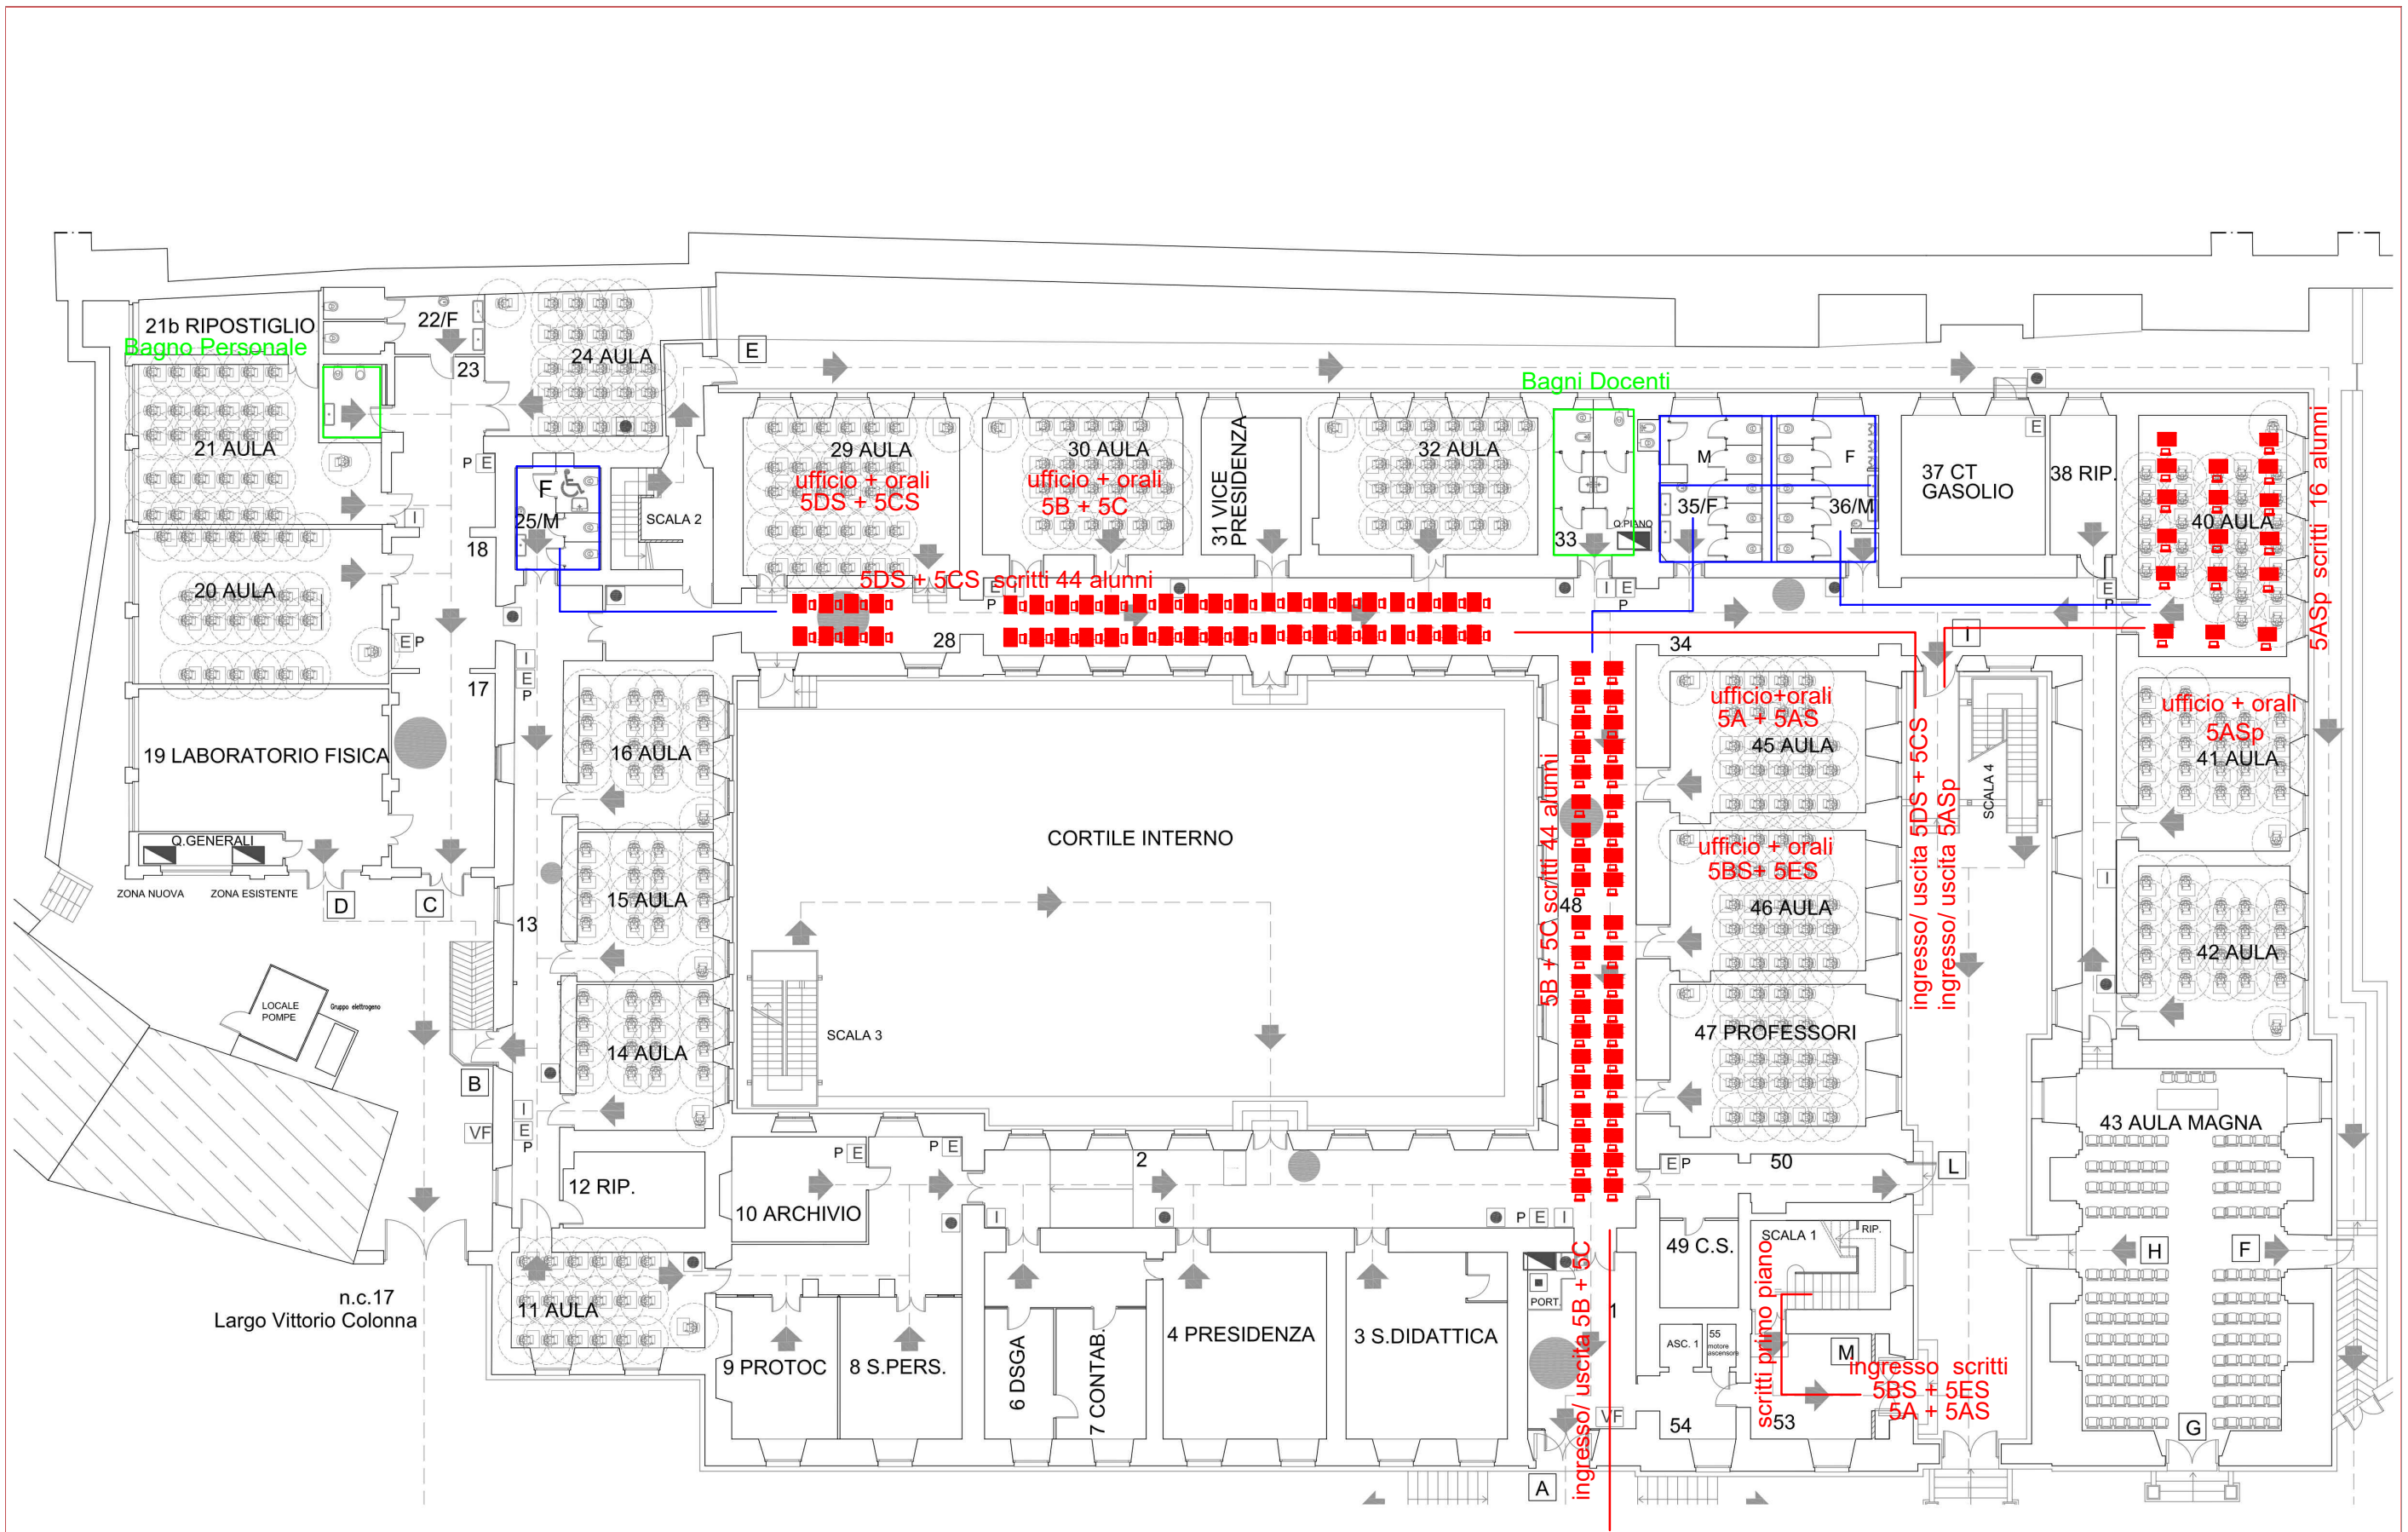 21b RIPOSTIGLIO
Bagno Personale
22/F
23
24 AULA
E
21 AULA
P E
F
25/M
SCALA 2
I
18
20 AULA
E P
17
I
E
P
19 LABORATORIO FISICA
Q.GENERALI
ZONA NUOVA
ZONA ESISTENTE
D
C
29 AULA
ufficio + orali
5DS + 5CS
30 AULA
ufficio + orali
5B + 5C
31 VICE
PRESIDENZA
32 AULA
Bagni Docenti
33
Q.PIANO
M
F
35/F
36/M
37 CT
GASOLIO
E
38 RIP.
40 AULA
5ASp scritti 16 alunni
5DS + 5CS scritti 44 alunni
E I
P
I E
P
E
P
28
34
I
16 AULA
15 AULA
14 AULA
13
CORTILE INTERNO
SCALA 3
5B + 5C scritti 44 alunni
48
ufficio+orali
5A + 5AS
45 AULA
ufficio + orali
5BS+ 5ES
46 AULA
47 PROFESSORI
ingresso/ uscita 5DS + 5CS
ingresso/ uscita 5ASp
SCALA 4
ufficio + orali
5ASp
41 AULA
I
42 AULA
LOCALE
POMPE
Gruppo elettrogeno
B
VF
I
E
P
12 RIP.
P E
10 ARCHIVIO
P E
2
I
P E I
E P
50
L
43 AULA MAGNA
H
F
G
11 AULA
n.c.17
Largo Vittorio Colonna
9 PROTOC
8 S.PERS.
6 DSGA
7 CONTAB.
4 PRESIDENZA
3 S.DIDATTICA
PORT.
1
VF
A
ingresso/ uscita 5B +5C
49 C.S.
SCALA 1
RIP.
scritti primo piano
ASC. 1
55
motore
ascensore
54
53
M
ingresso scritti
5BS + 5ES
5A + 5AS